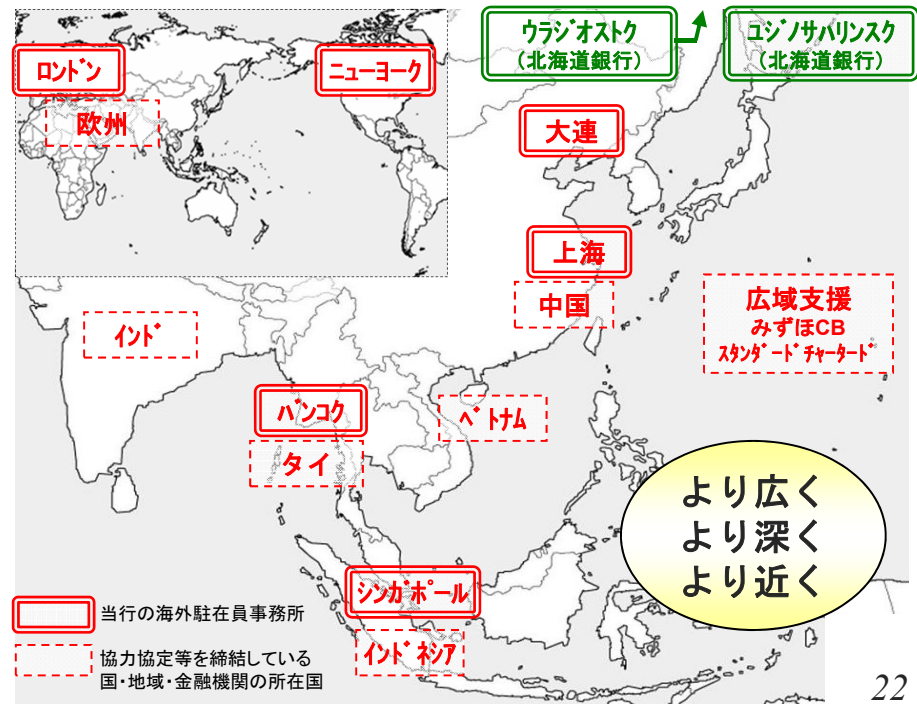 ロンドン
ニューヨーク
欧州
ウラジオストク
（北海道銀行）
ユジノサハリンスク
（北海道銀行）
大連
上海
中国
広域支援
みずほCB
スタンダードチャータード
インド
バンコク
タイ
ベトナム
より広く
より深く
より近く
シンガポール
インドネシア
当行の海外駐在員事務所
協力協定等を締結している
国・地域・金融機関の所在国
22